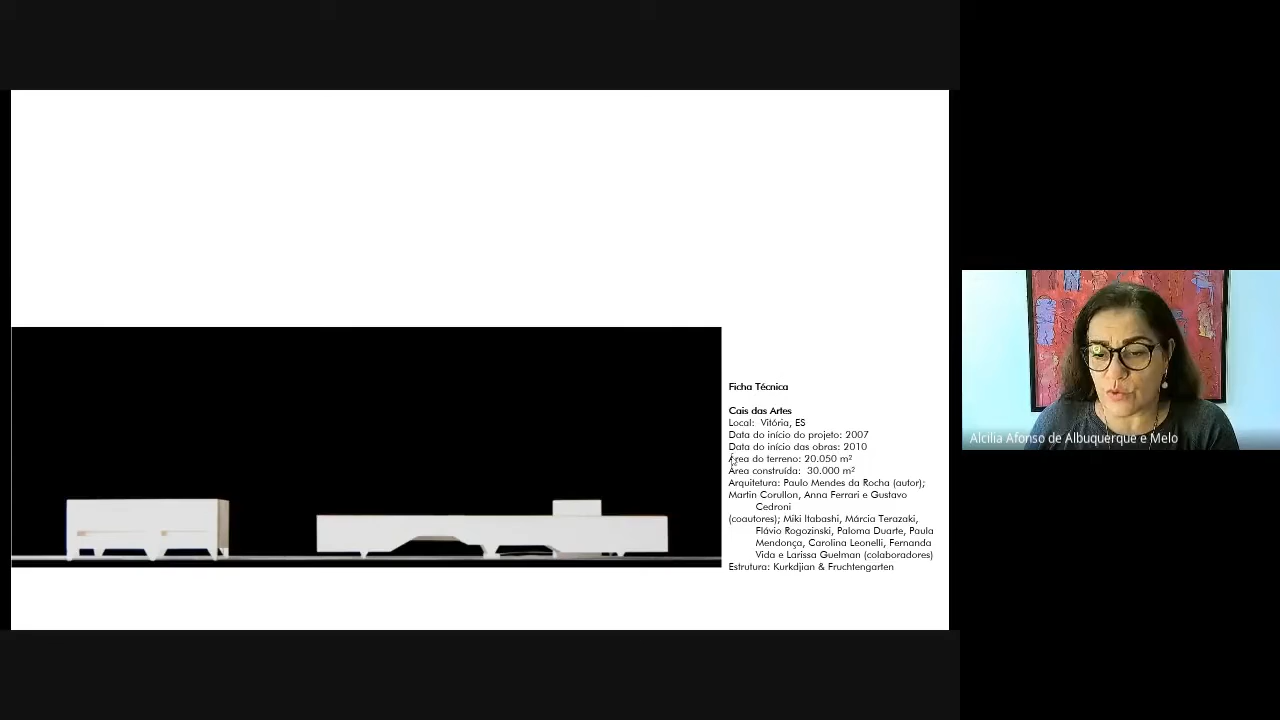 Ficha Técnica
Cais das Artes
Local:  Vitória, ES
Data do início do projeto: 2007
Data do início das obras: 2010
Área do terreno: 20.050 m²
Área construída:  30.000 m²
Arquitetura: Paulo Mendes da Rocha (autor);
Martin Corullon, Anna Ferrari e Gustavo
Cedroni
(coautores); Miki Itabashi, Márcia Terazaki,
Flávio Rogozinski, Paloma Duarte, Paula
Mendonça, Carolina Leonelli, Fernanda
Vida e Larissa Guelman (colaboradores)
Estrutura: Kurkdjian & Fruchtengarten
Alcilia Afonso de Albuquerque e Melo